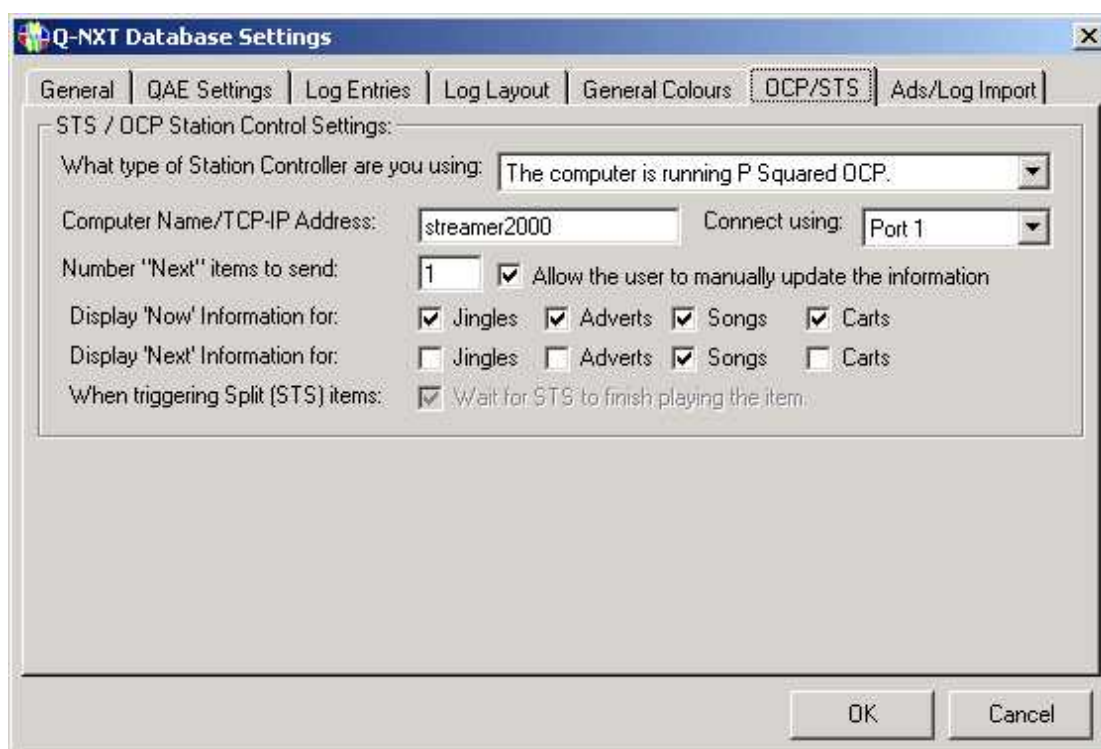 Q-NXT Database Settings
General QAE Settings Log Entries Log Layout General Colours OCP/STS Ads/Log Import
STS / OCP Station Control Settings:
What type of Station Controller are you using: The computer is running P Squared OCP.
Computer Name/TCP-IP Address: streamer2000 Connect using: Port 1
Number "Next" items to send: 1 Allow the user to manually update the information
Display 'Now' Information for: Jingles Adverts Songs Carts
Display 'Next' Information for: Jingles Adverts Songs Carts
When triggering Split (STS) items: Wait for STS to finish playing the item.
OK Cancel